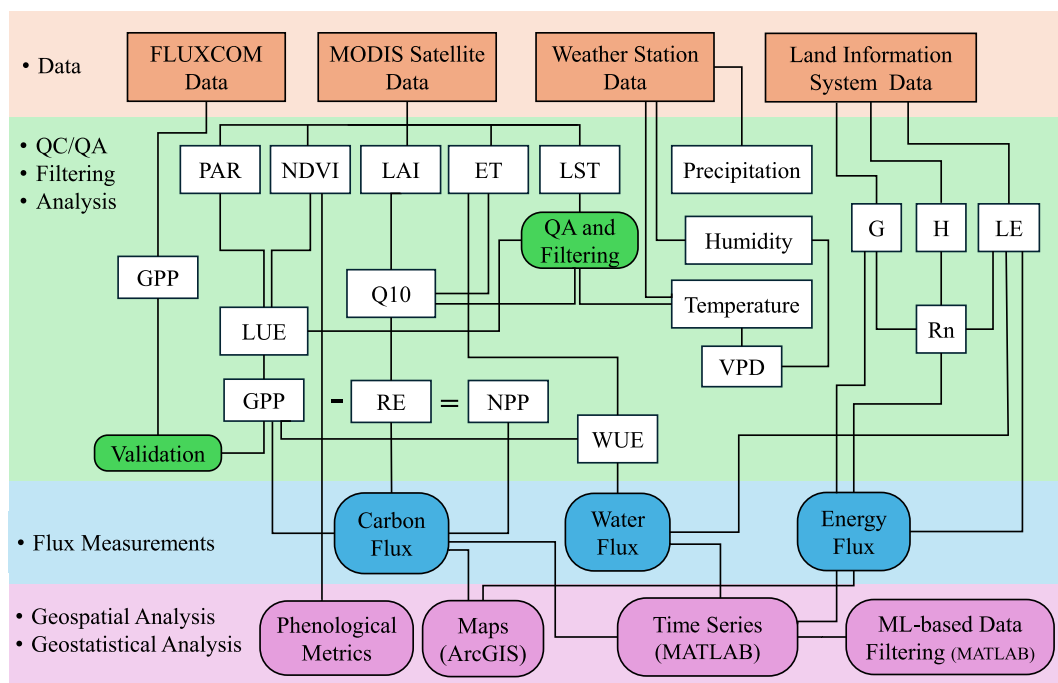 • Data
FLUXCOM
Data
MODIS Satellite
Data
Weather Station
Data
Land Information
System Data
• QC/QA
• Filtering
• Analysis
PAR
NDVI
LAI
ET
LST
Precipitation
G
H
LE
QA and
Filtering
Humidity
GPP
Q10
Temperature
LUE
Rn
VPD
GPP
-
RE
=
NPP
WUE
Validation
• Flux Measurements
Carbon
Flux
Water
Flux
Energy
Flux
• Geospatial Analysis
• Geostatistical Analysis
Phenological
Metrics
Maps
(ArcGIS)
Time Series
(MATLAB)
ML-based Data
Filtering (MATLAB)